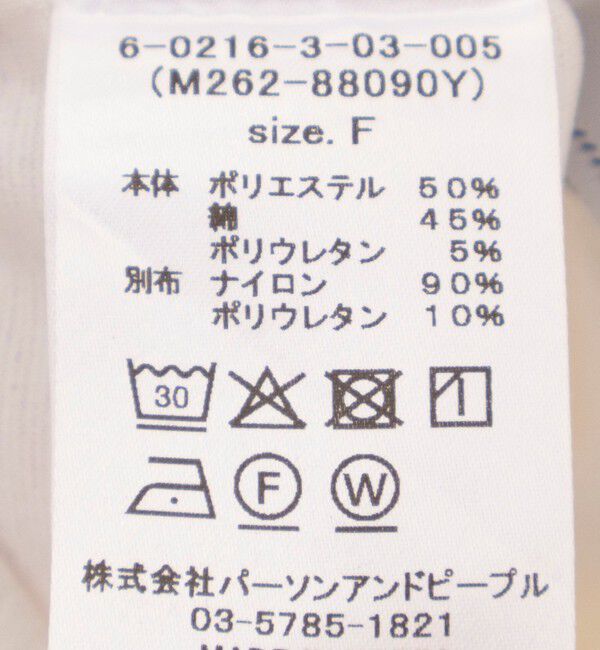 6-0216-3-03-005
(M262-88090Y)
size. F
本体 ポリエステル 50%
綿 45%
ポリウレタン 5%
別布 ナイロン 90%
ポリウレタン 10%
30
F W
株式会社パーソンアンドピープル
03-5785-1821